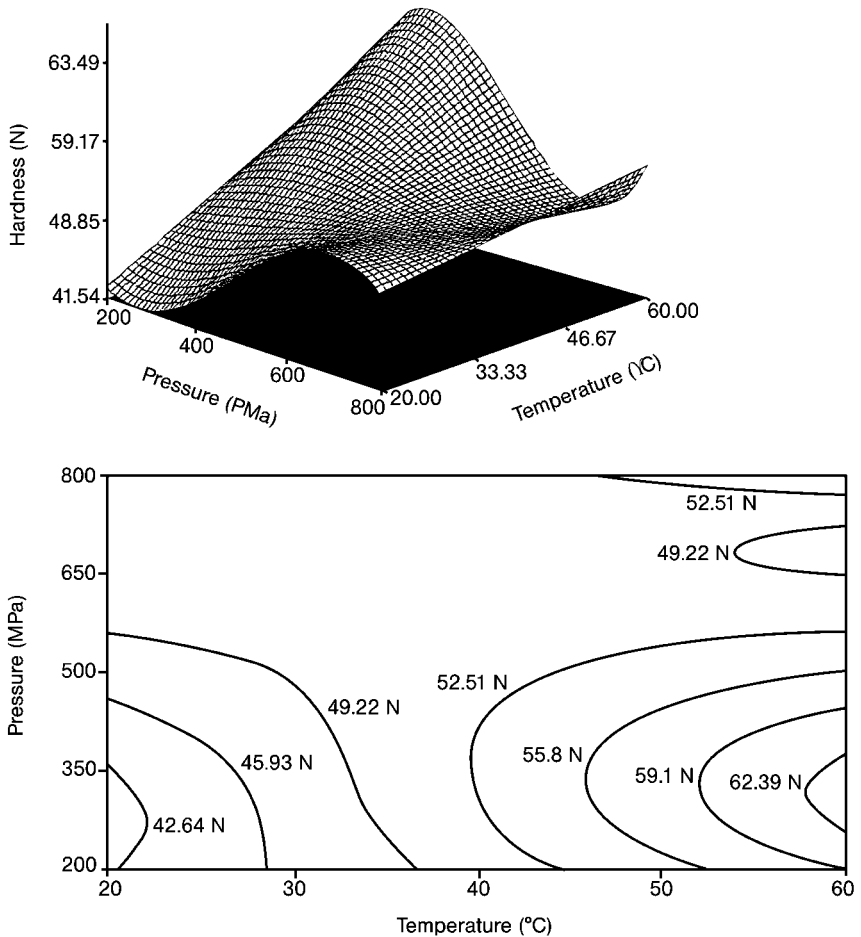 63.49
59.17
48.85
41.54
Hardness (N)
200
400
600
800
Pressure (PMa)
20.00
33.33
46.67
60.00
Temperature (ϒC)
800
650
500
350
200
Pressure (MPa)
52.51 N
49.22 N
52.51 N
49.22 N
45.93 N
55.8 N
59.1 N
62.39 N
42.64 N
20
30
40
50
60
Temperature (ºC)